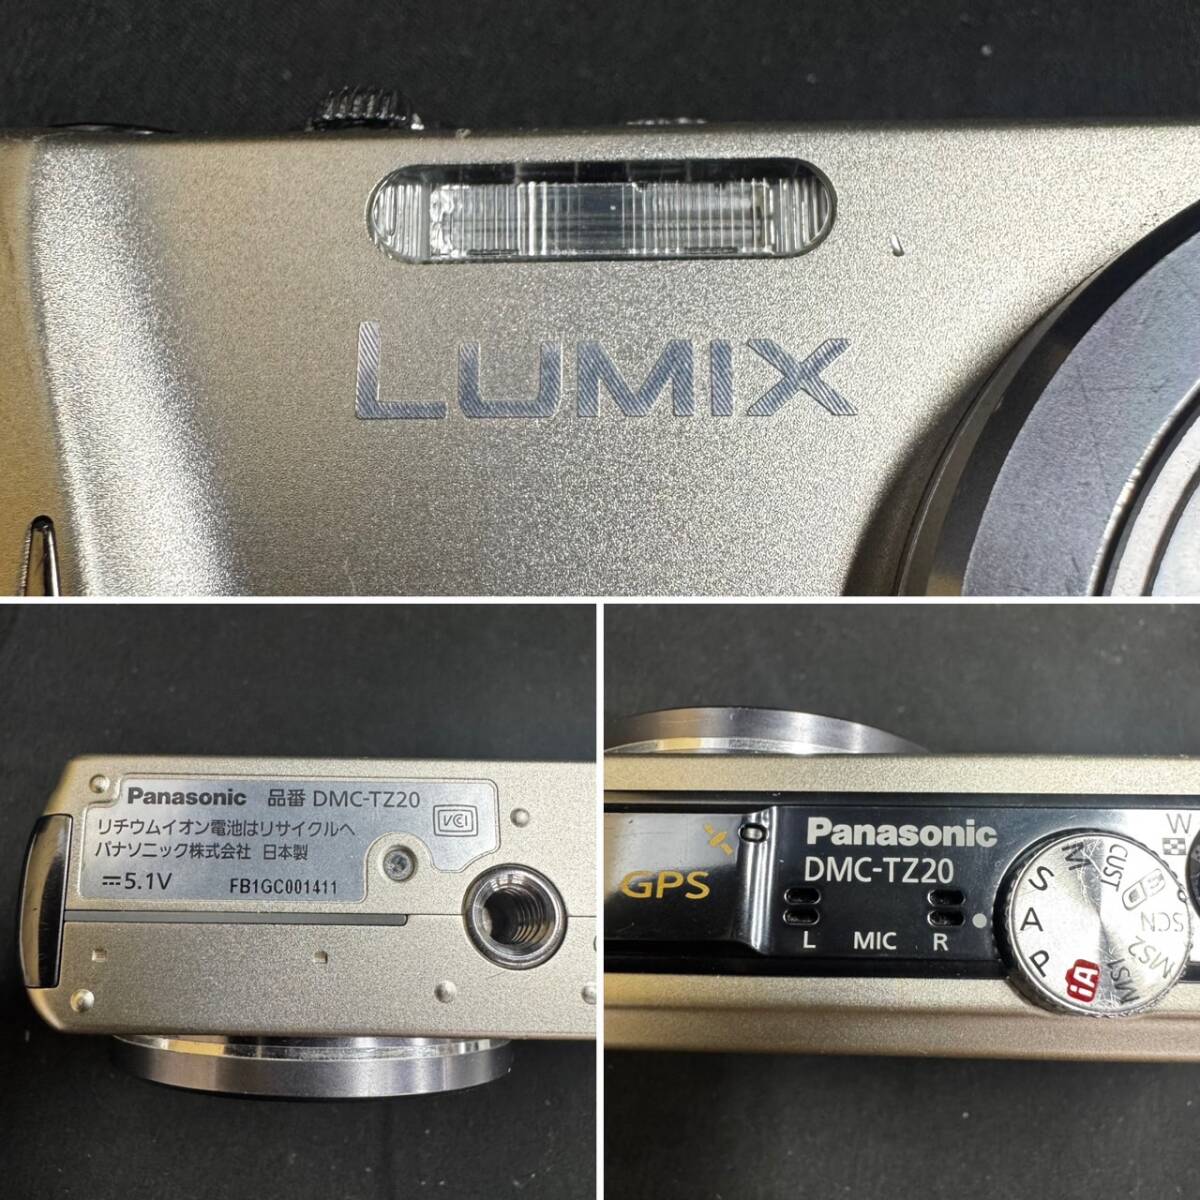 LUMIX
Panasonic 品番 DMC-TZ20
リチウムイオン電池はリサイクルへ
パナソニック株式会社 日本製
5.1V FB1GC001411
VCI
GPS
Panasonic
DMC-TZ20
L MIC R
M
S
A
P
iA
MS1
MS2
SCN
3D
CUST
W